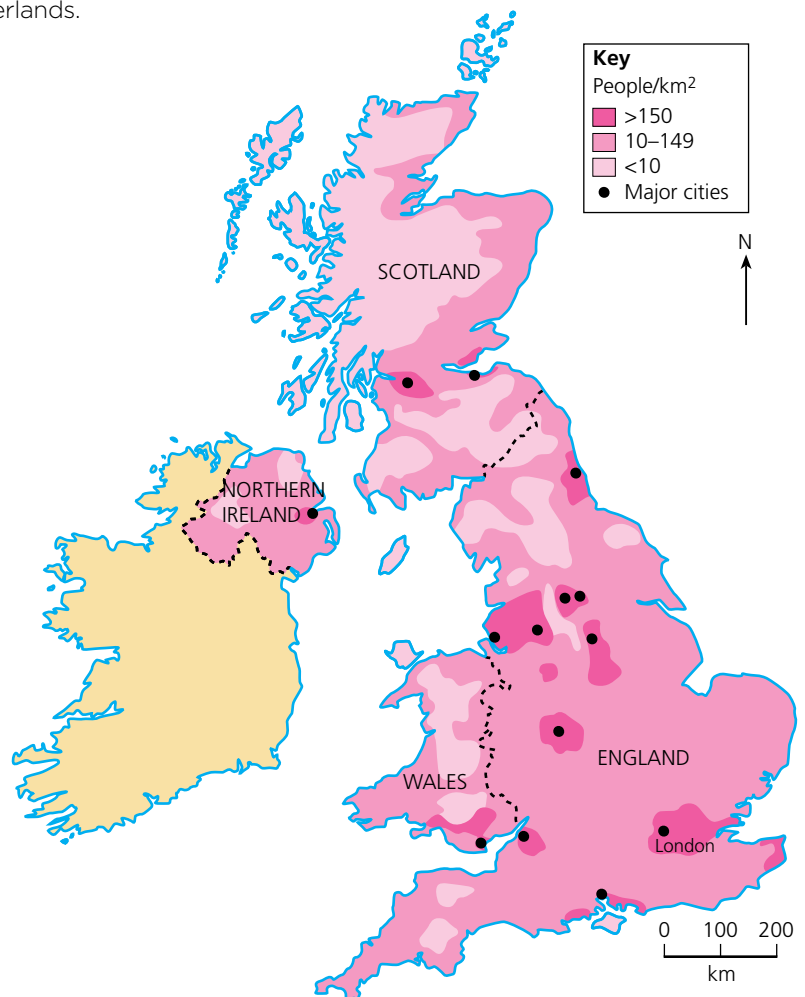 erlands.
Key
People/km²
>150
10–149
<10
Major cities
N
SCOTLAND
NORTHERN
IRELAND
ENGLAND
WALES
London
0 100 200
km